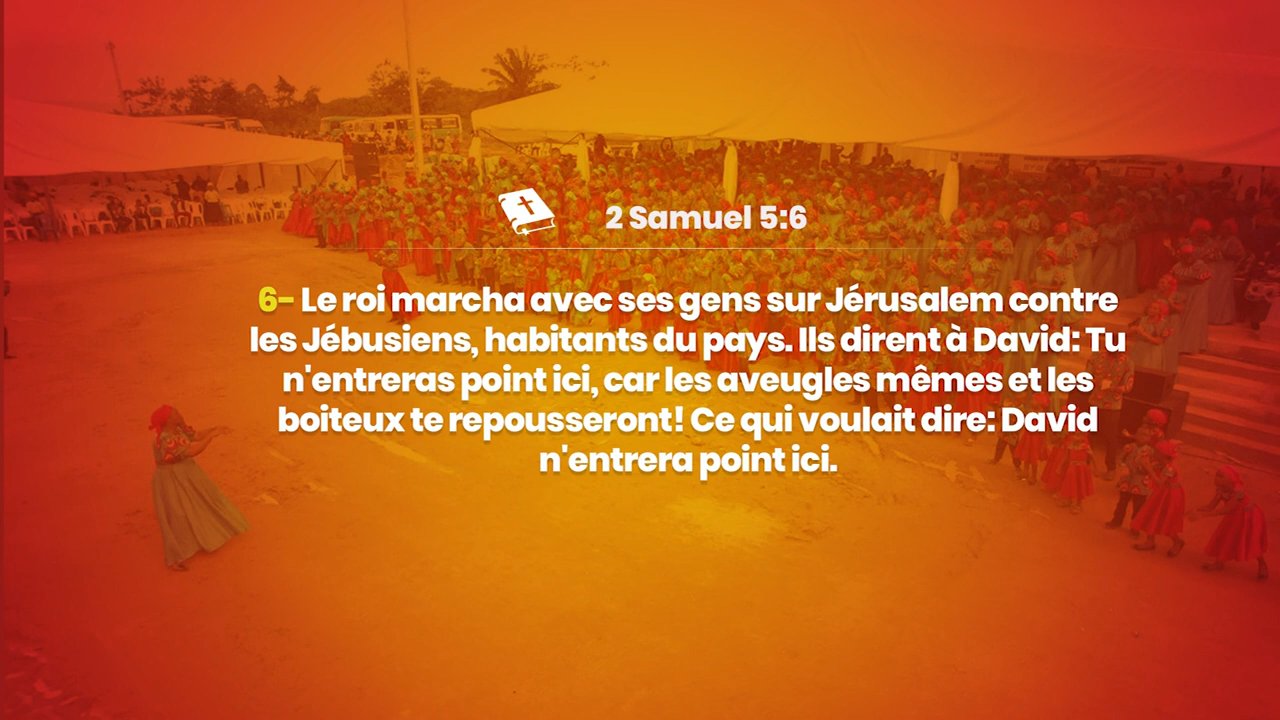 2 Samuel 5:6
6- Le roi marcha avec ses gens sur Jérusalem contre
les Jébusiens, habitants du pays. Ils dirent à David: Tu
n'entreras point ici, car les aveugles mêmes et les
boiteux te repousseront! Ce qui voulait dire: David
n'entrera point ici.